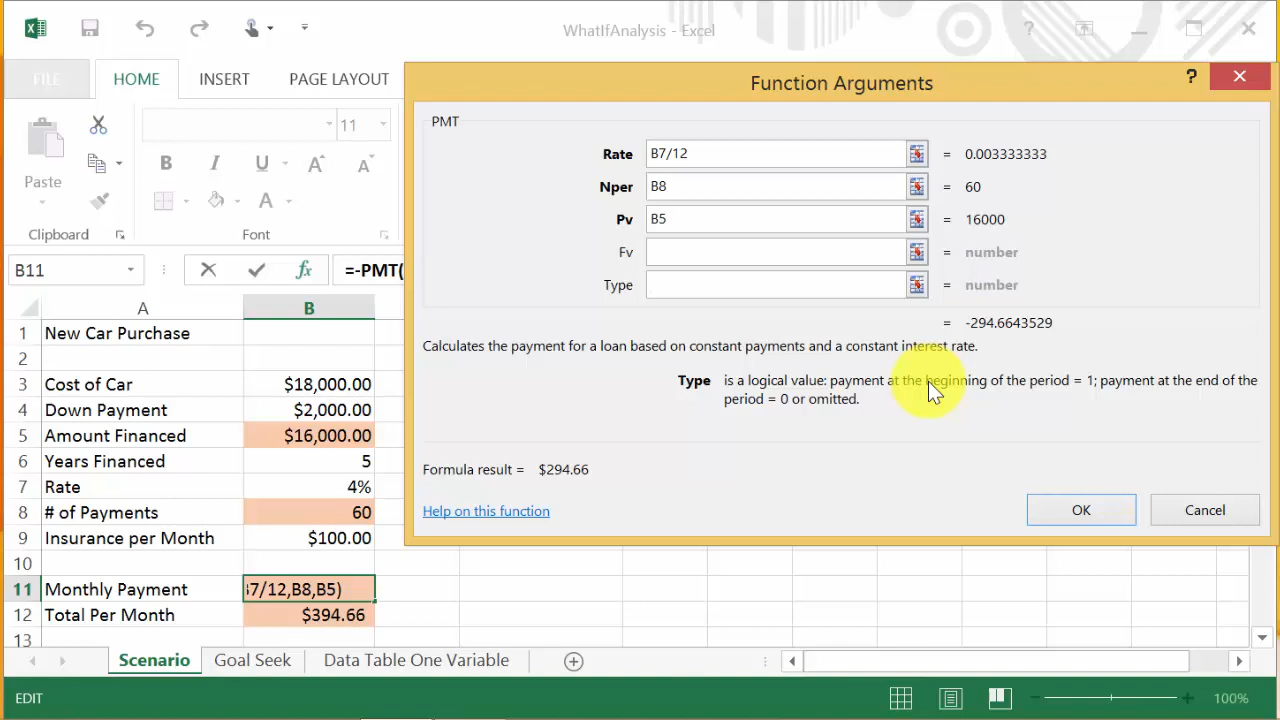 WhatIfAnalysis - Excel
?
FILE HOME INSERT PAGE LAYOUT
Function Arguments
?
Paste
11
B I U A A
A
Clipboard
Font
PMT
Rate B7/12 = 0.003333333
Nper B8 = 60
Pv B5 = 16000
Fv = number
Type = number
= -294.6643529
Calculates the payment for a loan based on constant payments and a constant interest rate.
Type is a logical value: payment at the beginning of the period = 1; payment at the end of the
period = 0 or omitted.
Formula result = $294.66
Help on this function
OK
Cancel
B11 fx =-PMT(
A B
1 New Car Purchase
2
3 Cost of Car $18,000.00
4 Down Payment $2,000.00
5 Amount Financed $16,000.00
6 Years Financed 5
7 Rate 4%
8 # of Payments 60
9 Insurance per Month $100.00
10
11 Monthly Payment B7/12,B8,B5)
12 Total Per Month $394.66
13
Scenario Goal Seek Data Table One Variable
EDIT
100%